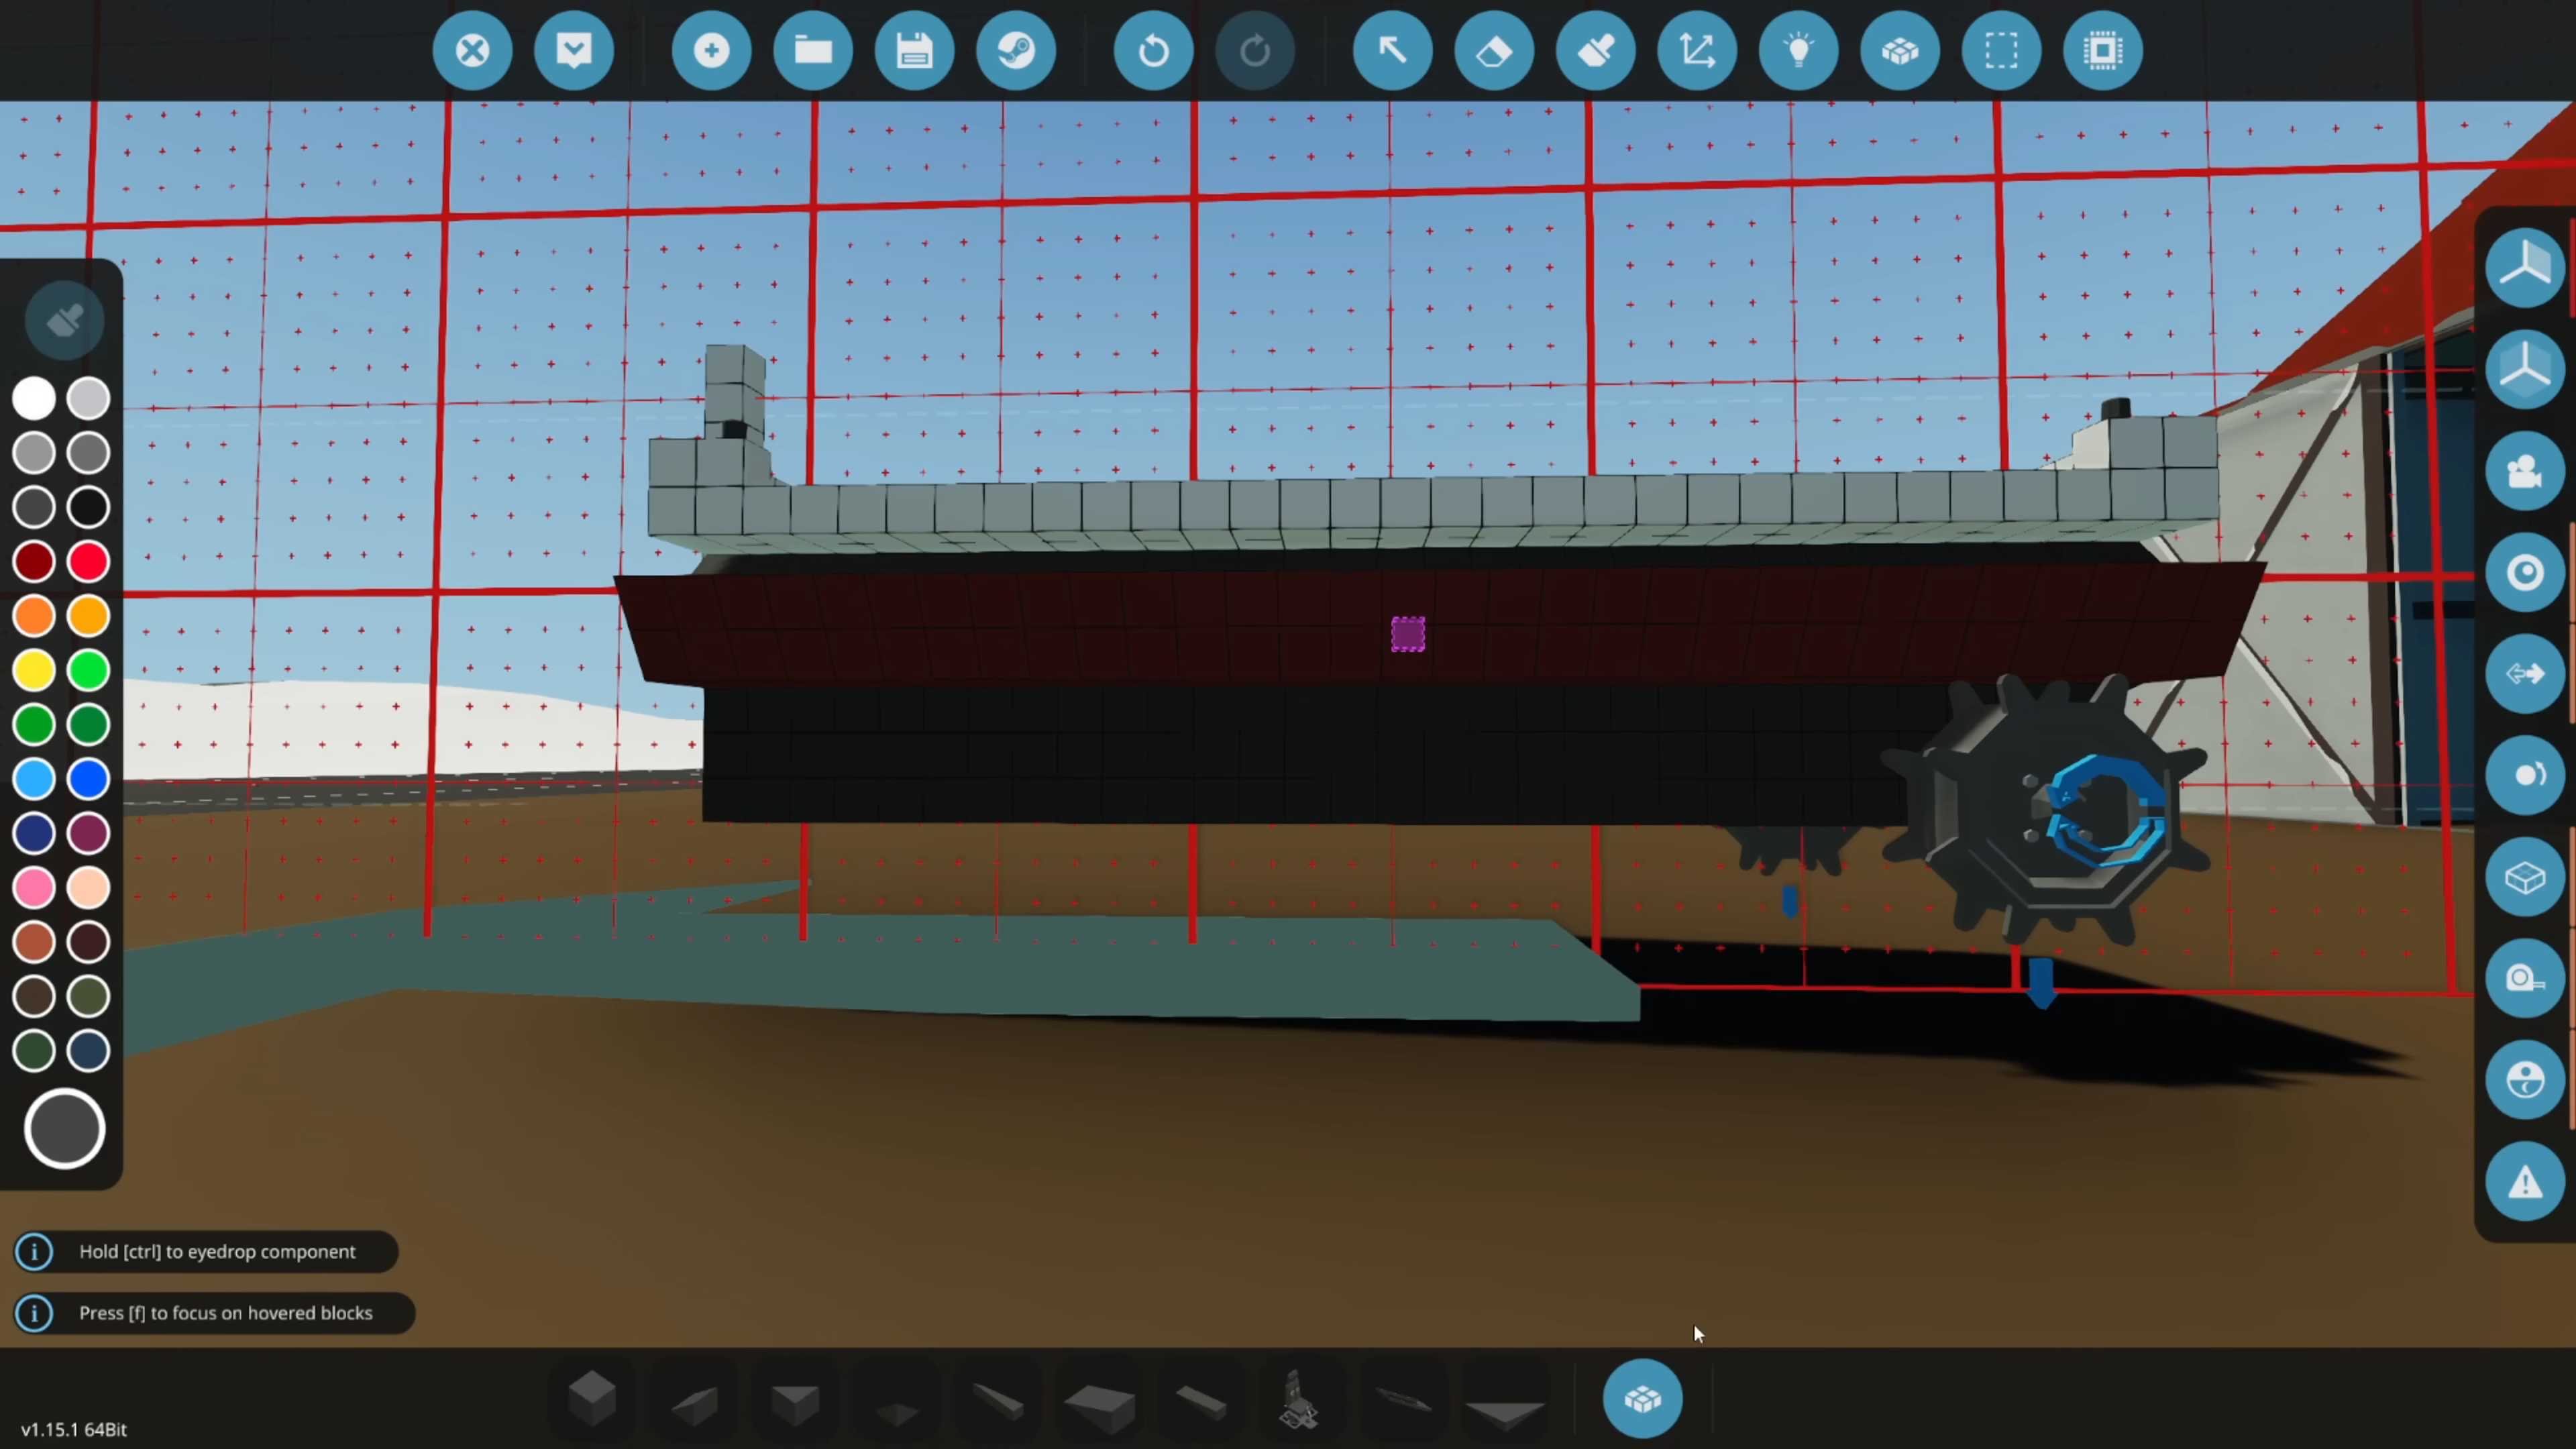 Hold [ctrl] to eyedrop component
Press [f] to focus on hovered blocks
v1.15.1 64Bit